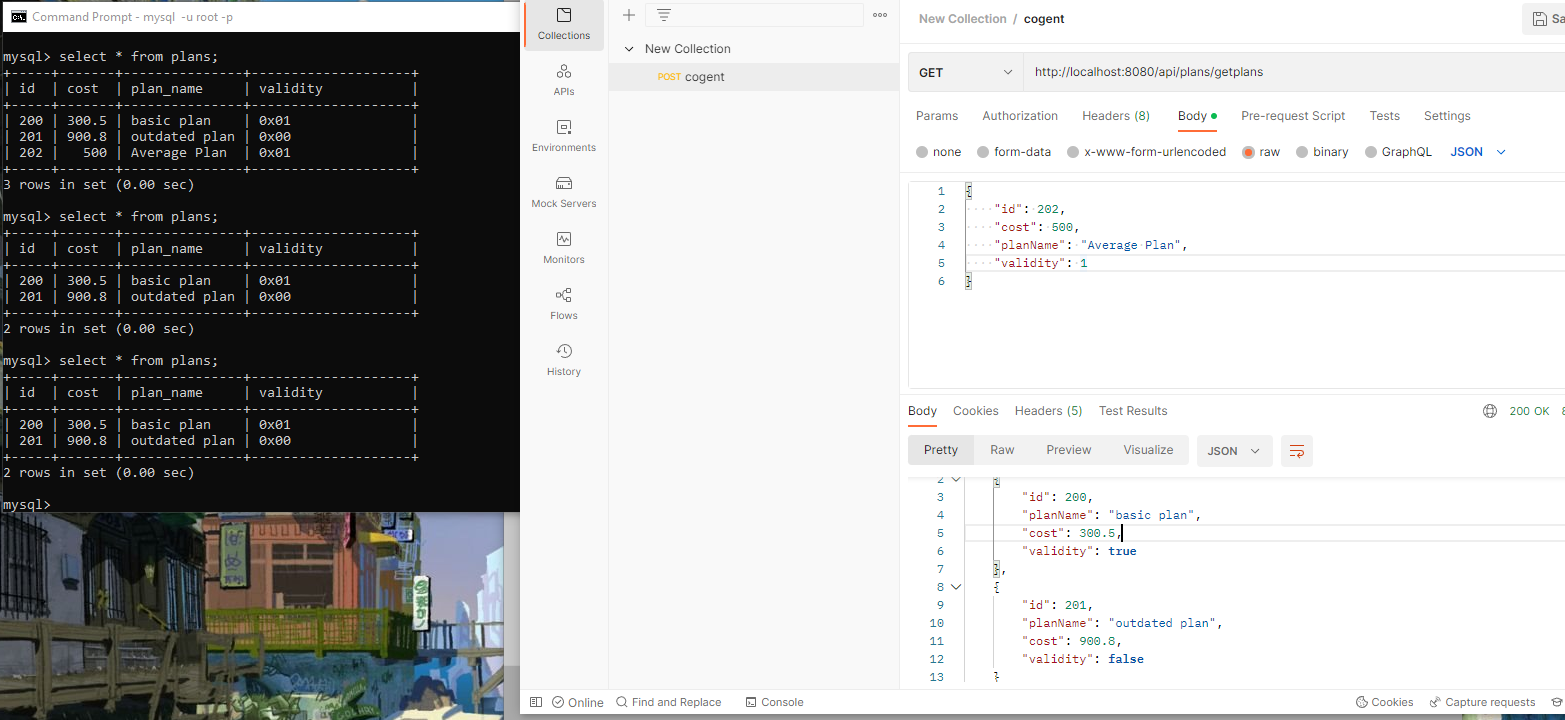 Command Prompt - mysql -u root -p
mysql> select * from plans;
+-----+-------+---------------+--------------------+
| id  | cost  | plan_name     | validity           |
+-----+-------+---------------+--------------------+
| 200 | 300.5 | basic plan    | 0x01               |
| 201 | 900.8 | outdated plan | 0x00               |
| 202 |   500 | Average Plan  | 0x01               |
+-----+-------+---------------+--------------------+
3 rows in set (0.00 sec)
mysql> select * from plans;
+-----+-------+---------------+--------------------+
| id  | cost  | plan_name     | validity           |
+-----+-------+---------------+--------------------+
| 200 | 300.5 | basic plan    | 0x01               |
| 201 | 900.8 | outdated plan | 0x00               |
+-----+-------+---------------+--------------------+
2 rows in set (0.00 sec)
mysql> select * from plans;
+-----+-------+---------------+--------------------+
| id  | cost  | plan_name     | validity           |
+-----+-------+---------------+--------------------+
| 200 | 300.5 | basic plan    | 0x01               |
| 201 | 900.8 | outdated plan | 0x00               |
+-----+-------+---------------+--------------------+
2 rows in set (0.00 sec)
mysql>
Collections
APIs
Environments
Mock Servers
Monitors
Flows
History
New Collection
POST cogent
New Collection / cogent
Sa
GET http://localhost:8080/api/plans/getplans
Params Authorization Headers (8) Body Pre-request Script Tests Settings
none form-data x-www-form-urlencoded raw binary GraphQL JSON
1 {
2 "id": 202,
3 "cost": 500,
4 "planName": "Average Plan",
5 "validity": 1
6 }
Body Cookies Headers (5) Test Results 200 OK
Pretty Raw Preview Visualize JSON
2 {
3 "id": 200,
4 "planName": "basic plan",
5 "cost": 300.5,
6 "validity": true
7 },
8 {
9 "id": 201,
10 "planName": "outdated plan",
11 "cost": 900.8,
12 "validity": false
13 }
Online Find and Replace Console Cookies Capture requests